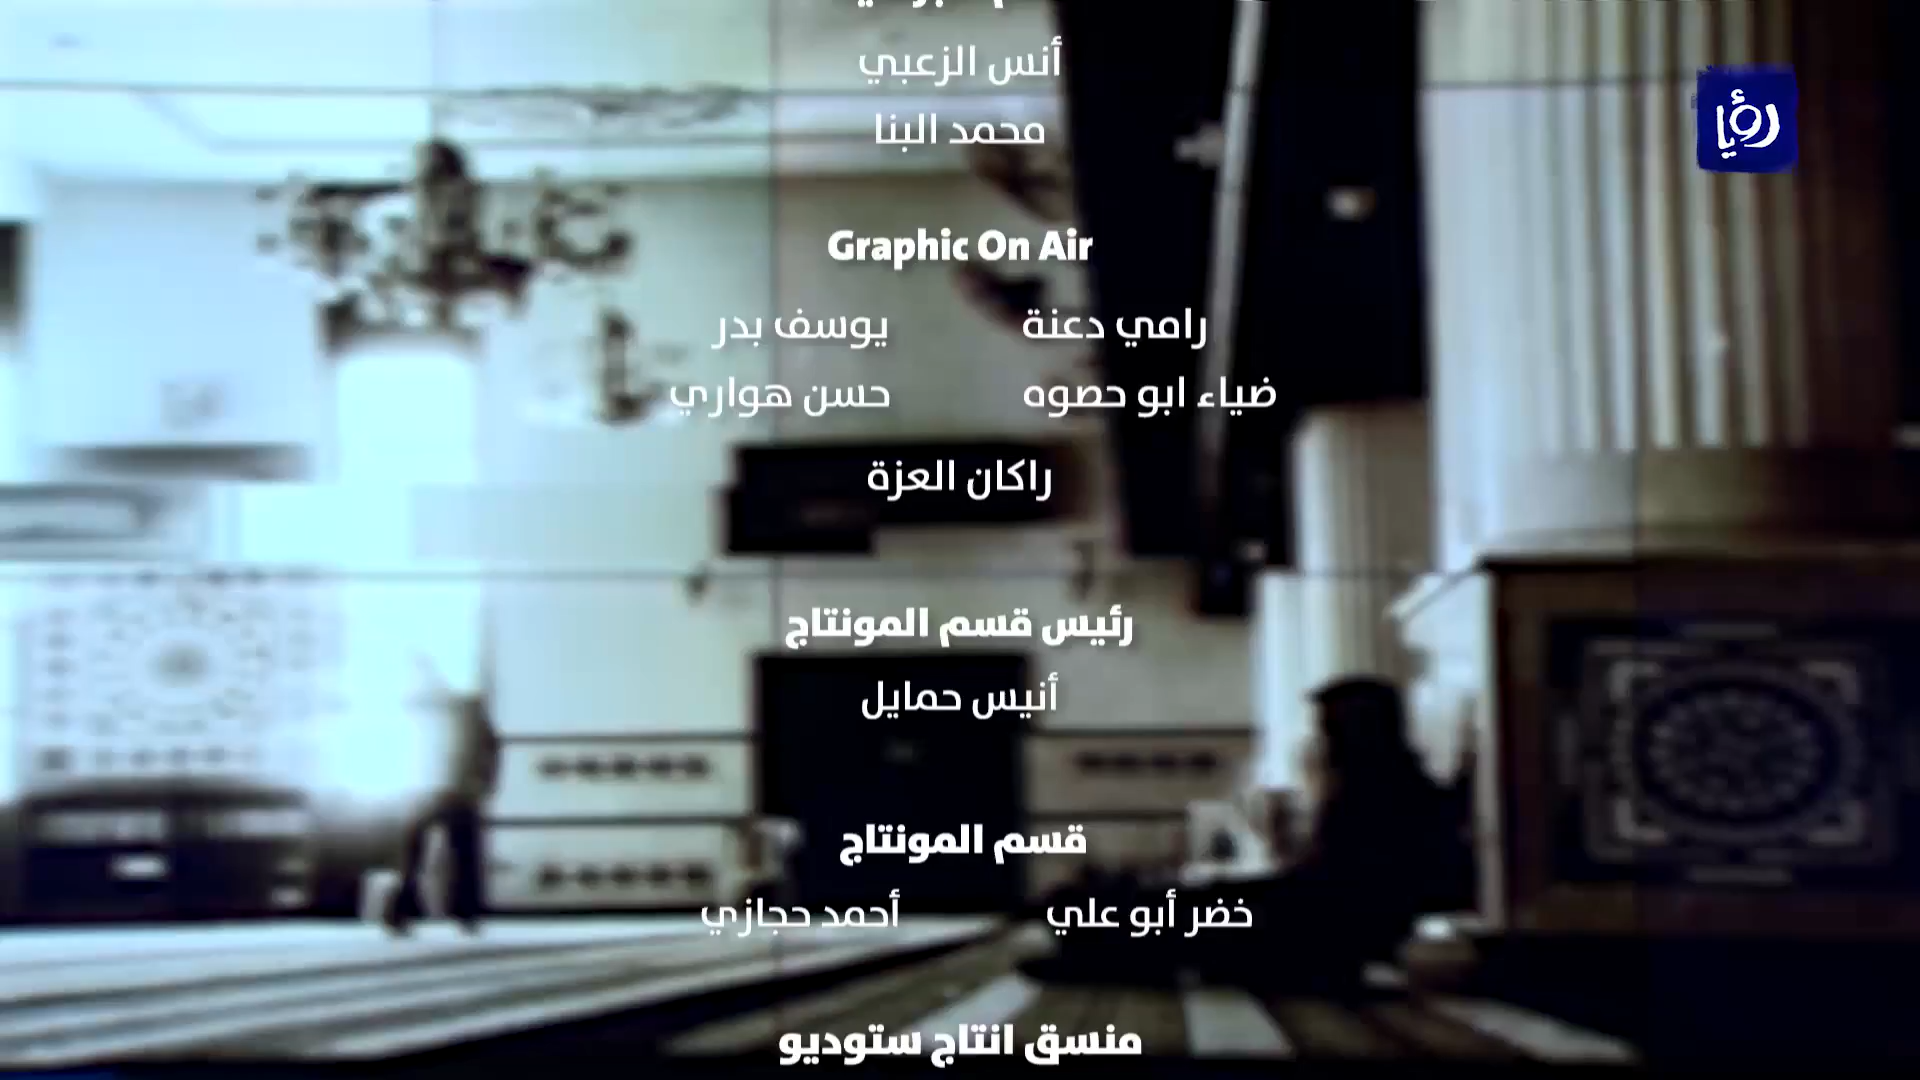 أنس الزعبي
محمد البنا
رؤيا
Graphic On Air
رامي دعنة يوسف بدر
ضياء ابو حصوه حسن هواري
راكان العزة
رئيس قسم المونتاج
أنيس حمايل
قسم المونتاج
خضر أبو علي أحمد حجازي
منسق انتاج ستوديو